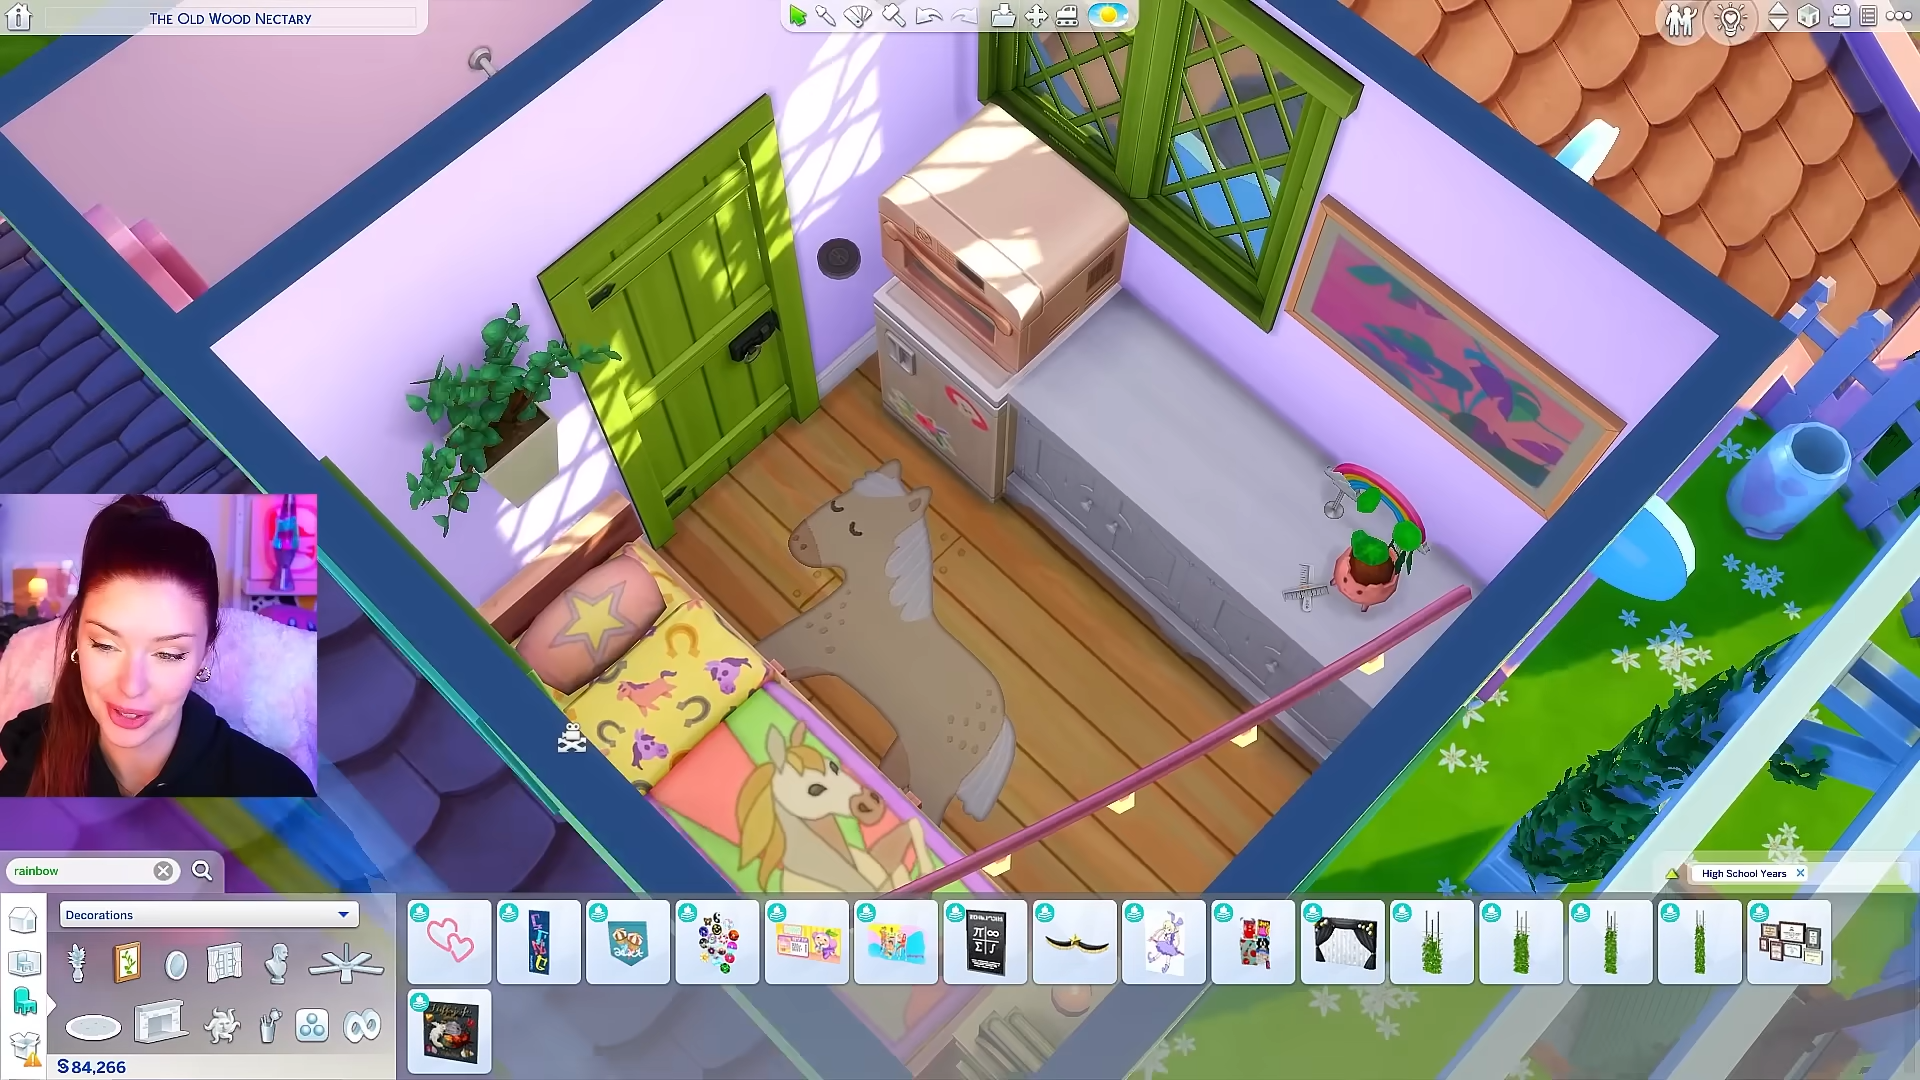 THE OLD WOOD NECTARY
rainbow
High School Years
Decorations
§84,266